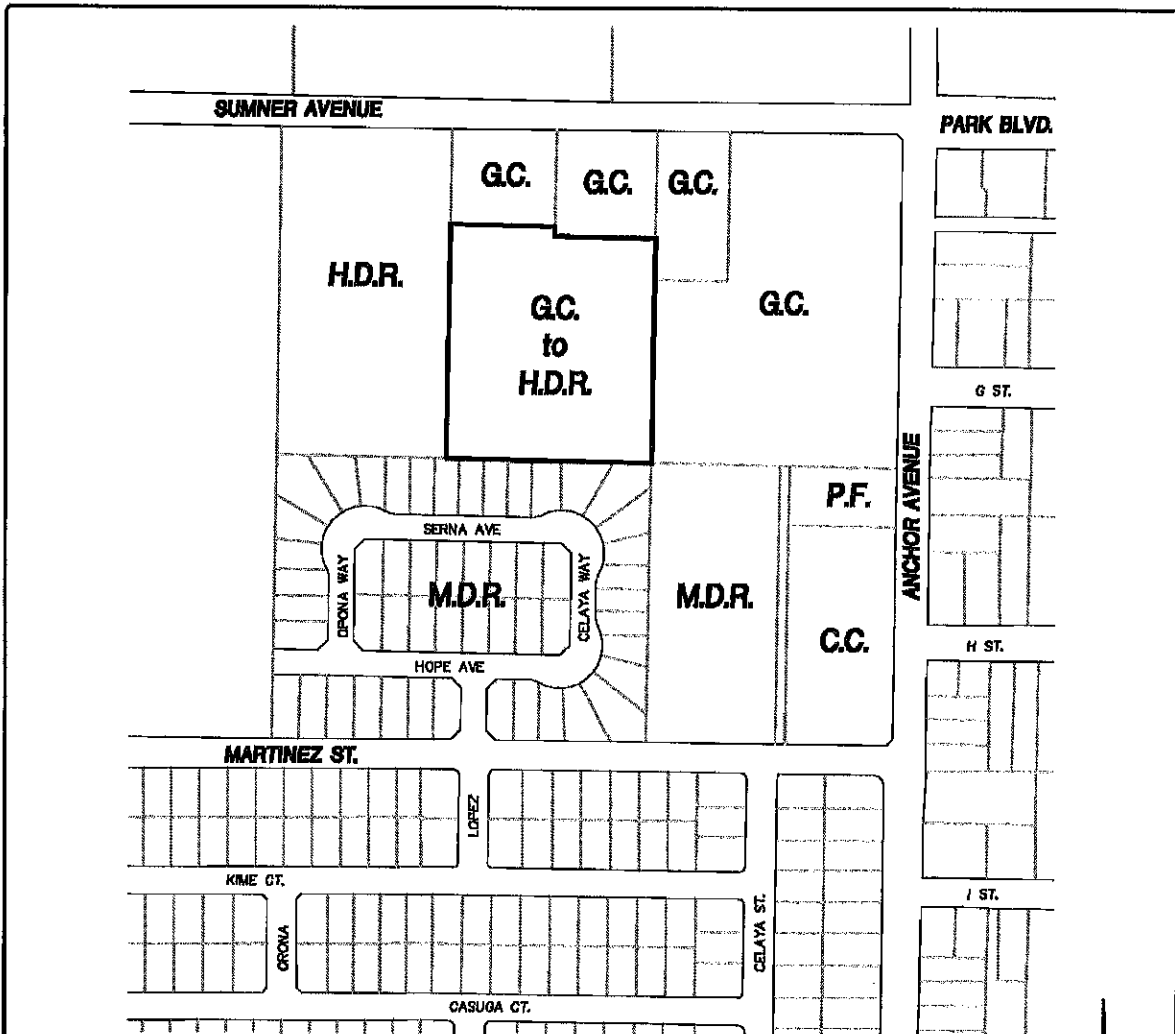 SUMNER AVENUE
PARK BLVD.
G.C.
G.C.
G.C.
H.D.R.
G.C.
to
H.D.R.
G.C.
G ST.
ANCHOR AVENUE
P.F.
SERNA AVE
OPONA WAY
M.D.R.
CELAYA WAY
M.D.R.
C.C.
H ST.
HOPE AVE
MARTINEZ ST.
LOPEZ
KIME CT.
I ST.
ORONA
CELAYA ST.
CASUGA CT.